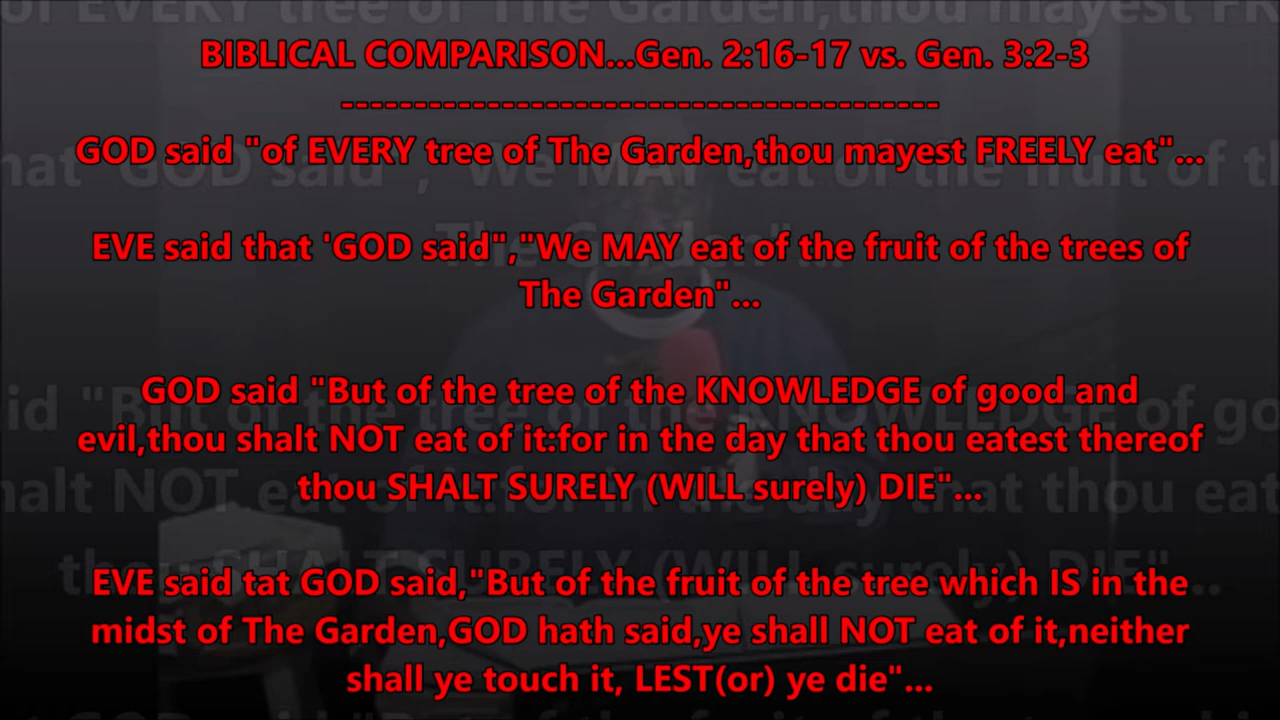 BIBLICAL COMPARISON...Gen. 2:16-17 vs. Gen. 3:2-3
-----------------------------------------
GOD said "of EVERY tree of The Garden,thou mayest FREELY eat"...
EVE said that 'GOD said","We MAY eat of the fruit of the trees of
The Garden"...
GOD said "But of the tree of the KNOWLEDGE of good and
evil,thou shalt NOT eat of it:for in the day that thou eatest thereof
thou SHALT SURELY (WILL surely) DIE"...
EVE said tat GOD said,"But of the fruit of the tree which IS in the
midst of The Garden,GOD hath said,ye shall NOT eat of it,neither
shall ye touch it, LEST(or) ye die"...